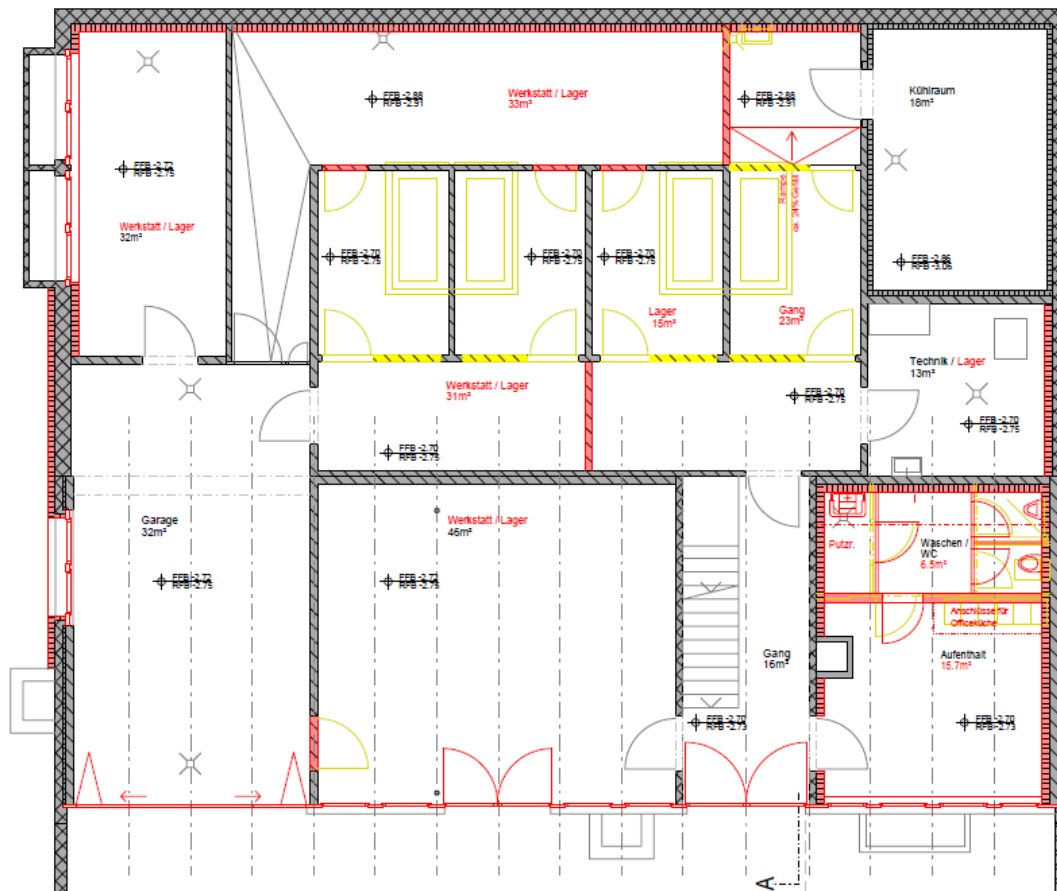 FFB -2.88
RFB -2.91
Werkstatt / Lager
33m²
FFB -2.88
RFB -2.91
Kühlraum
18m²
FFB -2.72
RFB -2.75
Werkstatt / Lager
32m²
Rampe
ca. 24% Gefäll
FFB -2.70
RFB -2.75
FFB -2.70
RFB -2.75
FFB -2.70
RFB -2.75
FFB -2.86
RFB -3.06
Lager
15m²
Gang
23m²
Technik / Lager
13m²
Werkstatt / Lager
31m²
FFB -2.70
RFB -2.75
FFB -2.70
RFB -2.75
FFB -2.70
RFB -2.75
Garage
32m²
Werkstatt / Lager
46m²
Putzr.
Waschen /
WC
6.5m²
FFB -2.72
RFB -2.75
FFB -2.72
RFB -2.75
Anschlüsse für
Officeküche
Gang
16m²
Aufenthalt
15.7m²
FFB -2.70
RFB -2.75
FFB -2.70
RFB -2.75
A